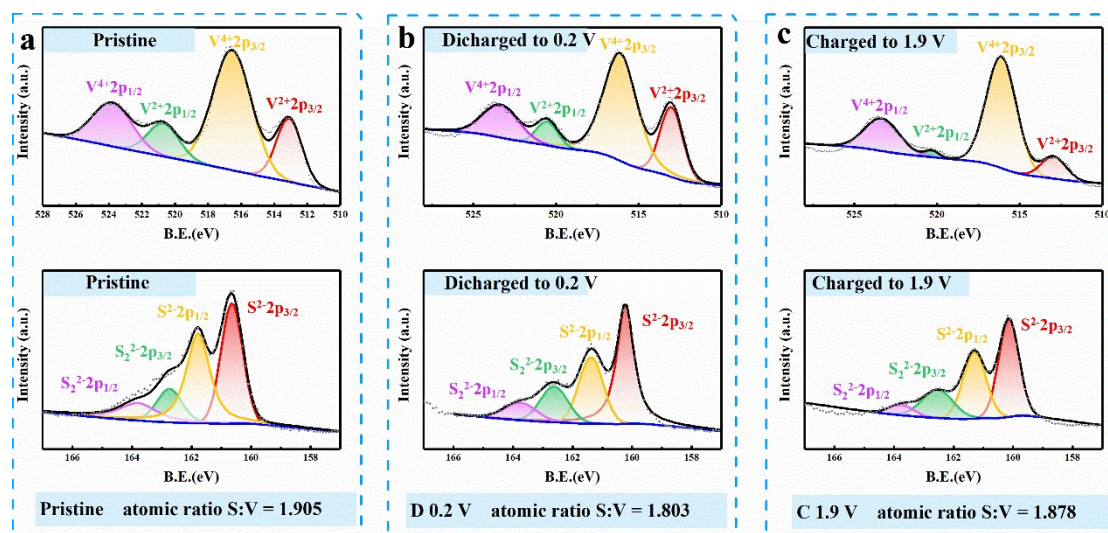 a
Pristine
V⁴⁺2p₁/₂
V²⁺2p₁/₂
V⁴⁺2p₃/₂
V²⁺2p₃/₂
Intensity (a.u.)
528 526 524 522 520 518 516 514 512 510
B.E.(eV)
Pristine
S₂²⁻2p₁/₂
S₂²⁻2p₃/₂
S²⁻2p₁/₂
S²⁻2p₃/₂
Intensity (a.u.)
166 164 162 160 158
B.E.(eV)
Pristine atomic ratio S:V = 1.905
b
Dicharged to 0.2 V
V⁴⁺2p₁/₂
V²⁺2p₁/₂
V⁴⁺2p₃/₂
V²⁺2p₃/₂
Intensity (a.u.)
525 520 515 510
B.E.(eV)
Dicharged to 0.2 V
S₂²⁻2p₁/₂
S₂²⁻2p₃/₂
S²⁻2p₁/₂
S²⁻2p₃/₂
Intensity (a.u.)
166 164 162 160 158
B.E.(eV)
D 0.2 V atomic ratio S:V = 1.803
c
Charged to 1.9 V
V⁴⁺2p₁/₂
V²⁺2p₁/₂
V⁴⁺2p₃/₂
V²⁺2p₃/₂
Intensity (a.u.)
525 520 515 510
B.E.(eV)
Charged to 1.9 V
S₂²⁻2p₁/₂
S₂²⁻2p₃/₂
S²⁻2p₁/₂
S²⁻2p₃/₂
Intensity (a.u.)
166 164 162 160 158
B.E.(eV)
C 1.9 V atomic ratio S:V = 1.878